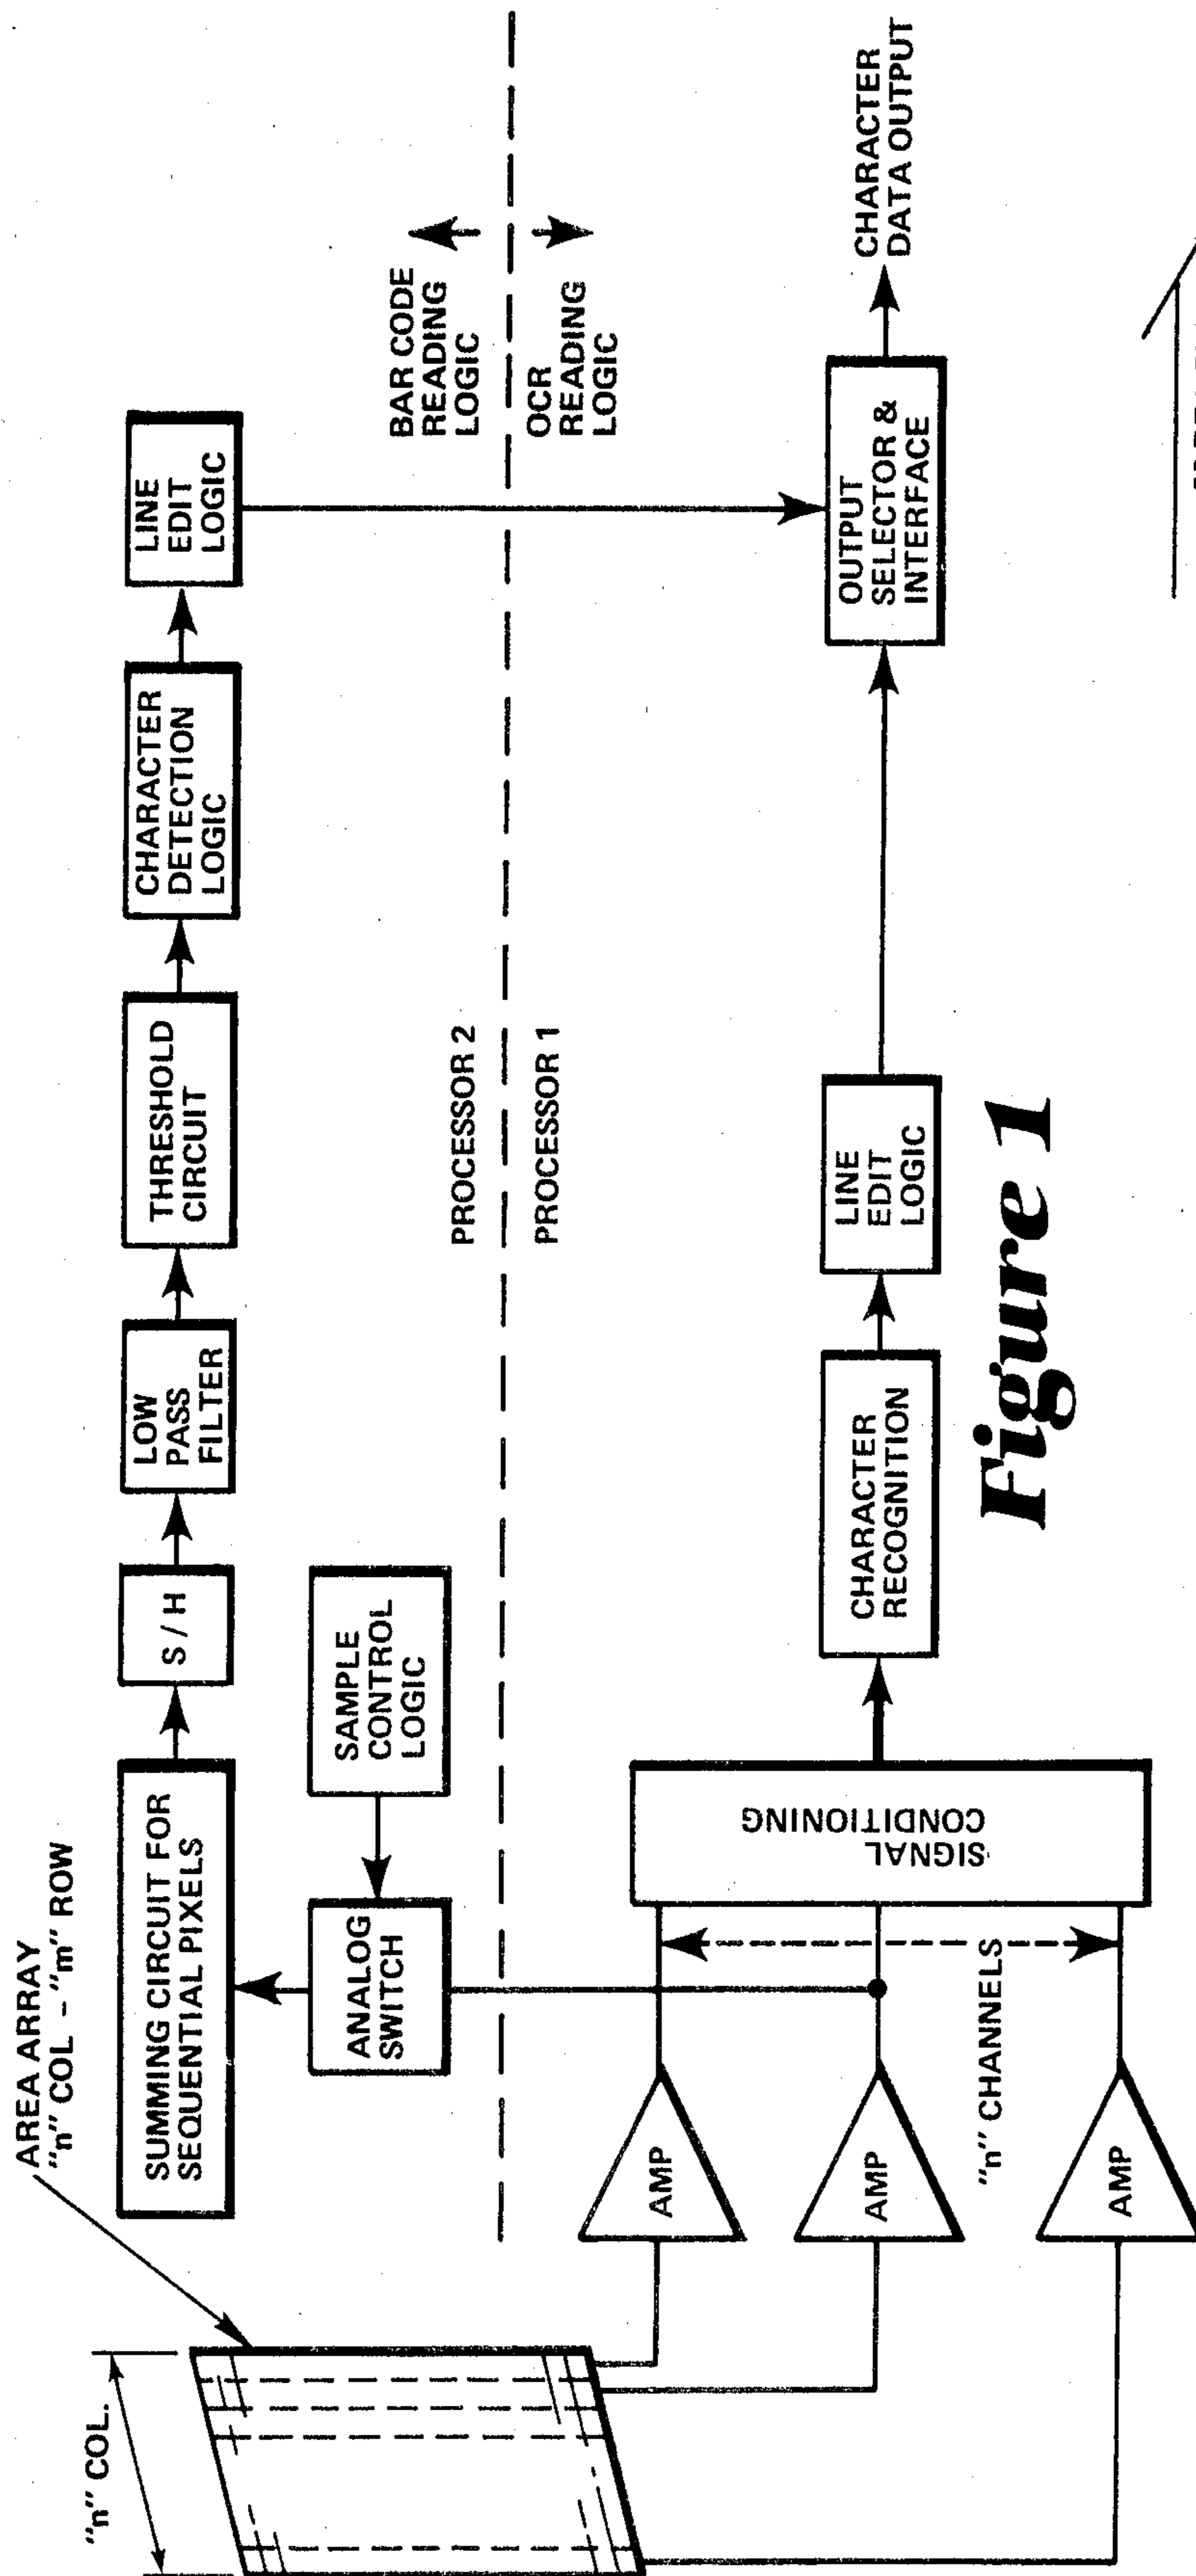 AREA ARRAY
"n" COL - "m" ROW
"n" COL.
SUMMING CIRCUIT FOR
SEQUENTIAL PIXELS
S / H
LOW
PASS
FILTER
THRESHOLD
CIRCUIT
CHARACTER
DETECTION
LOGIC
LINE
EDIT
LOGIC
ANALOG
SWITCH
SAMPLE
CONTROL
LOGIC
BAR CODE
READING
LOGIC
PROCESSOR 2
PROCESSOR 1
OCR
READING
LOGIC
AMP
AMP
AMP
"n" CHANNELS
SIGNAL
CONDITIONING
CHARACTER
RECOGNITION
LINE
EDIT
LOGIC
OUTPUT
SELECTOR &
INTERFACE
CHARACTER
DATA OUTPUT
Figure 1